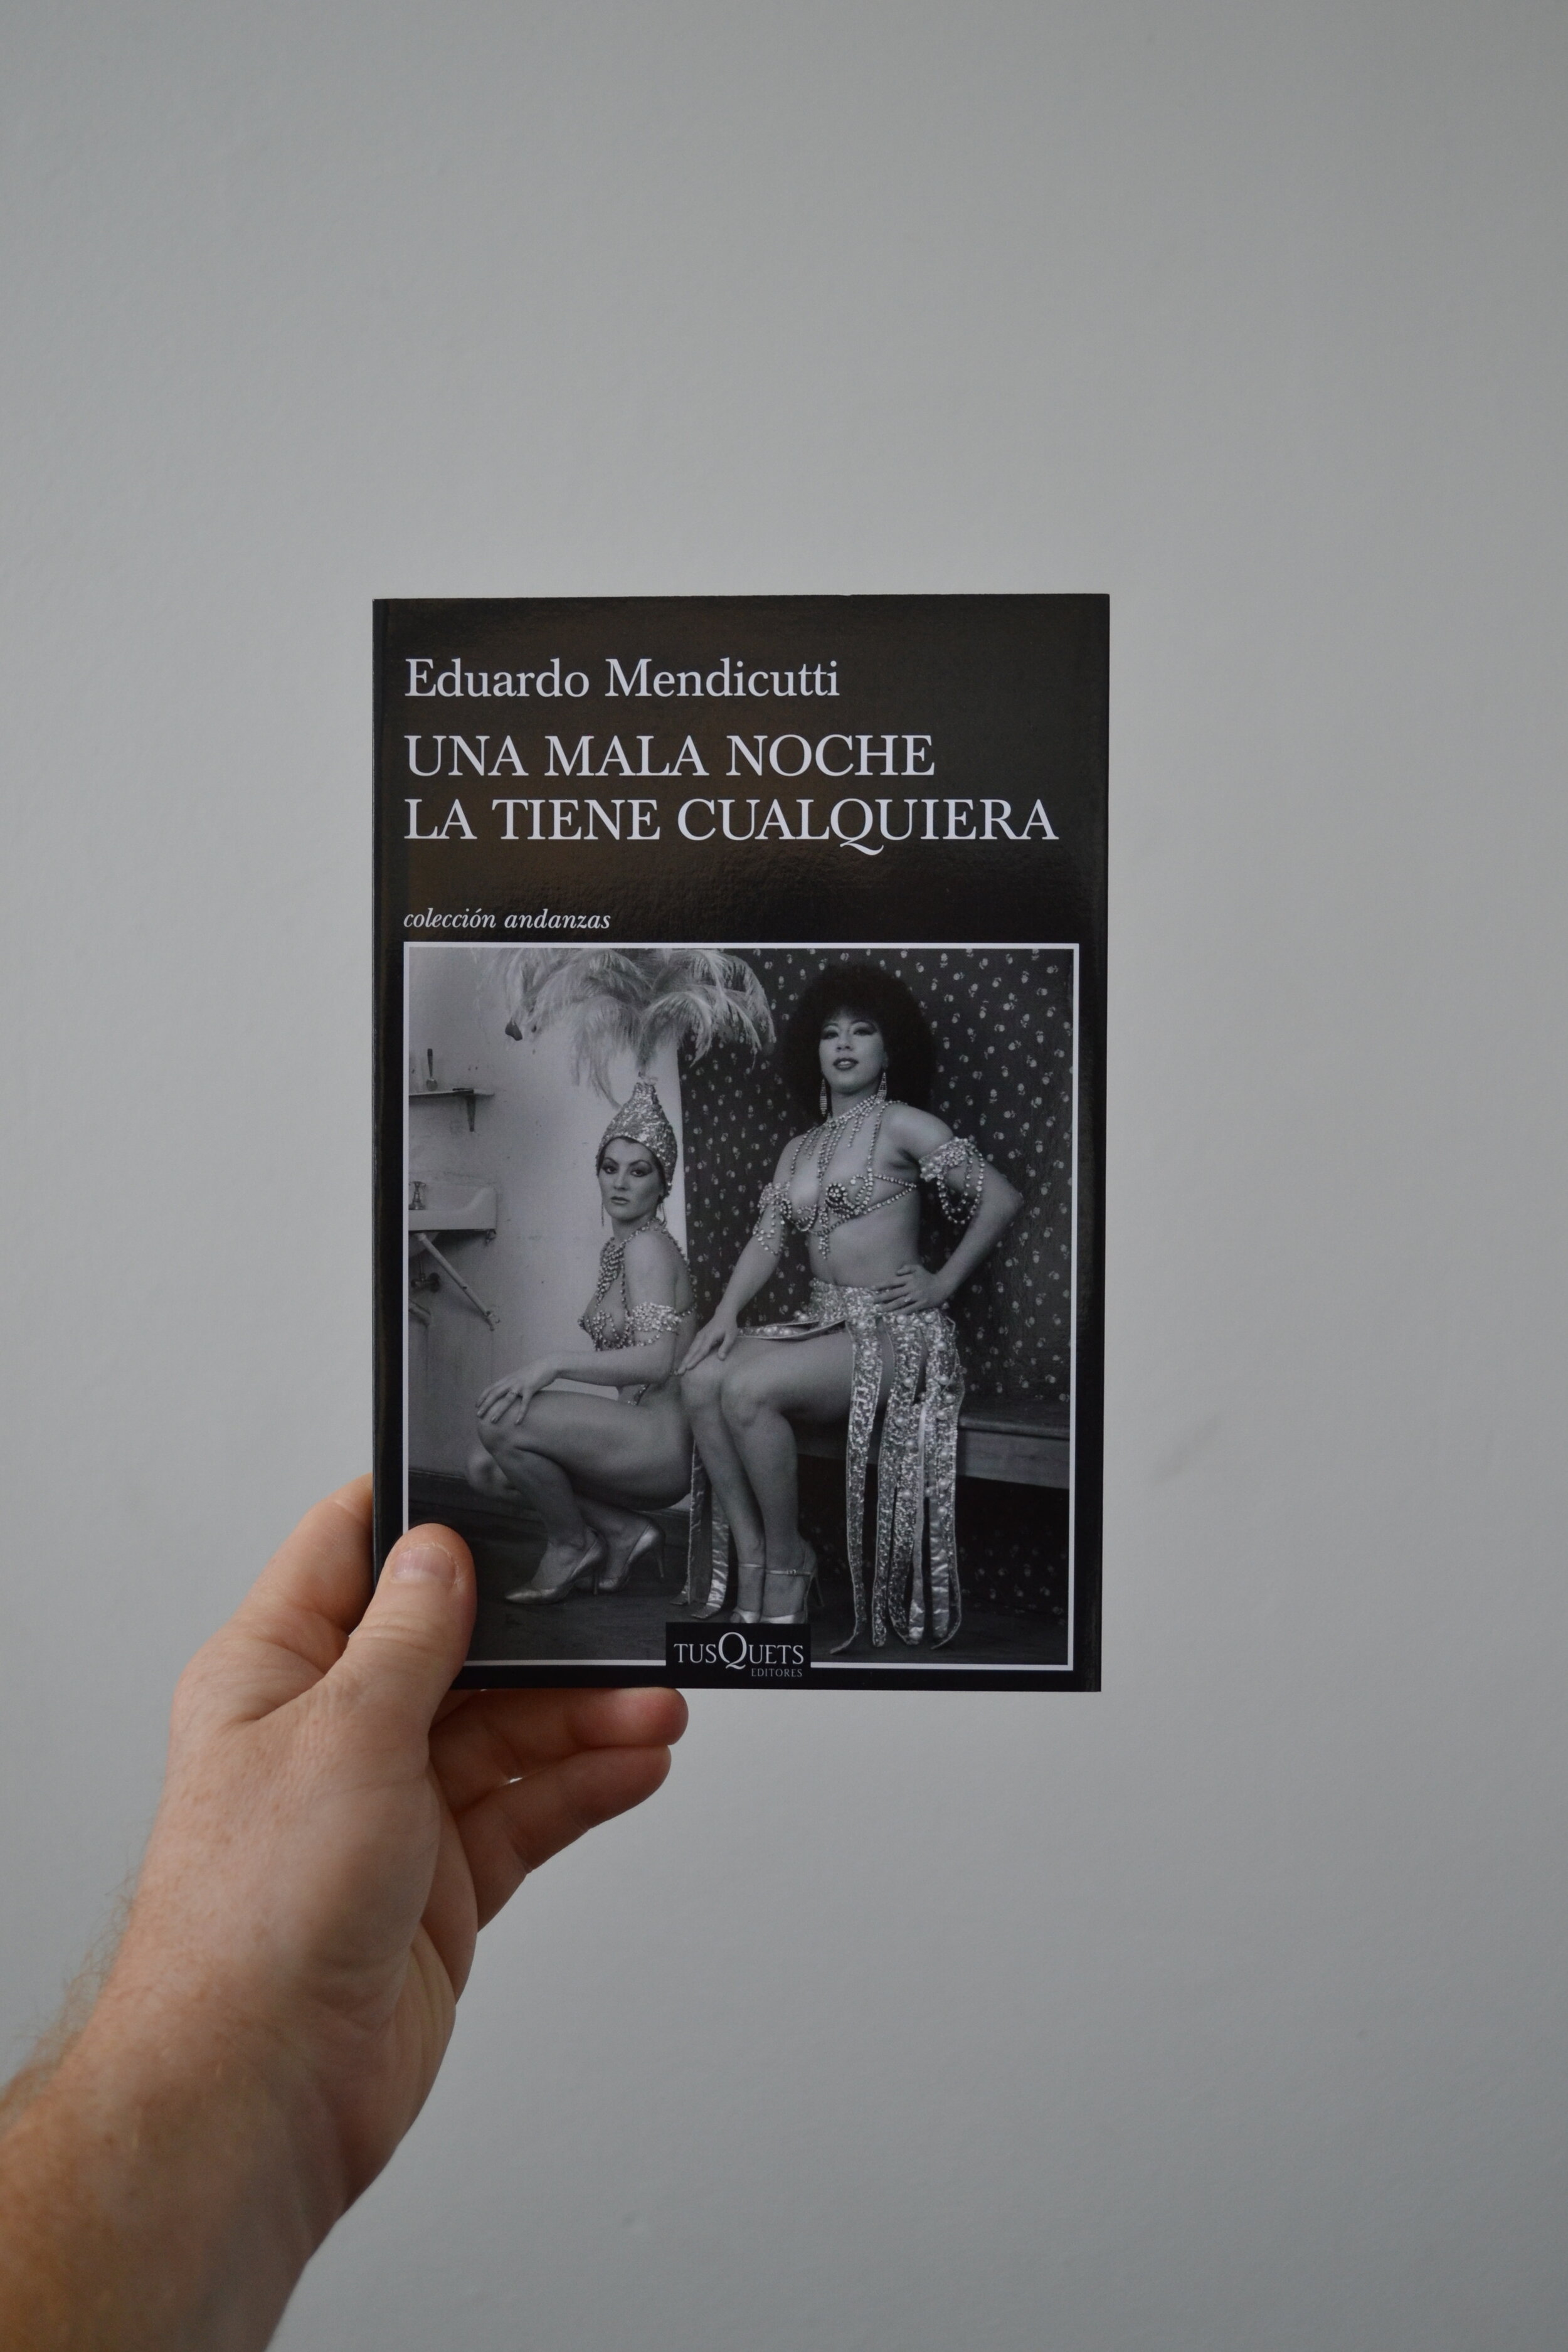 Eduardo Mendicutti
UNA MALA NOCHE
LA TIENE CUALQUIERA
colección andanzas
TUSQUETS
EDITORES